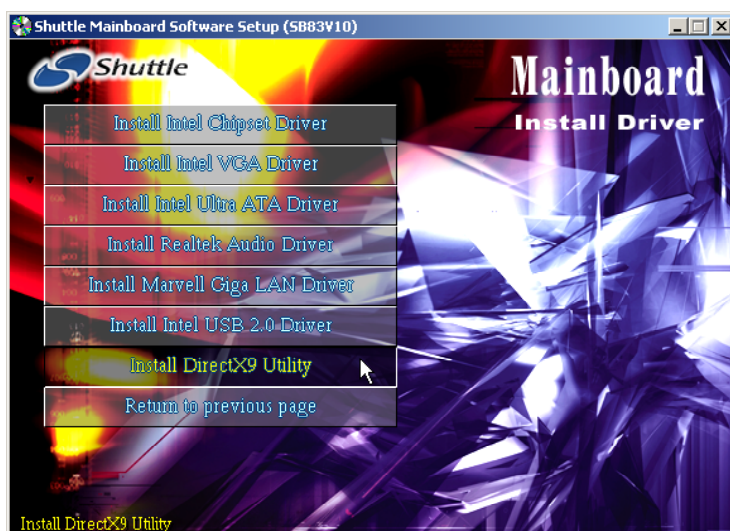 Shuttle Mainboard Software Setup (SB83V10)
Shuttle
Mainboard
Install Driver
Install Intel Chipset Driver
Install Intel VGA Driver
Install Intel Ultra ATA Driver
Install Realtek Audio Driver
Install Marvell Giga LAN Driver
Install Intel USB 2.0 Driver
Install DirectX9 Utility
Return to previous page
Install DirectX9 Utility